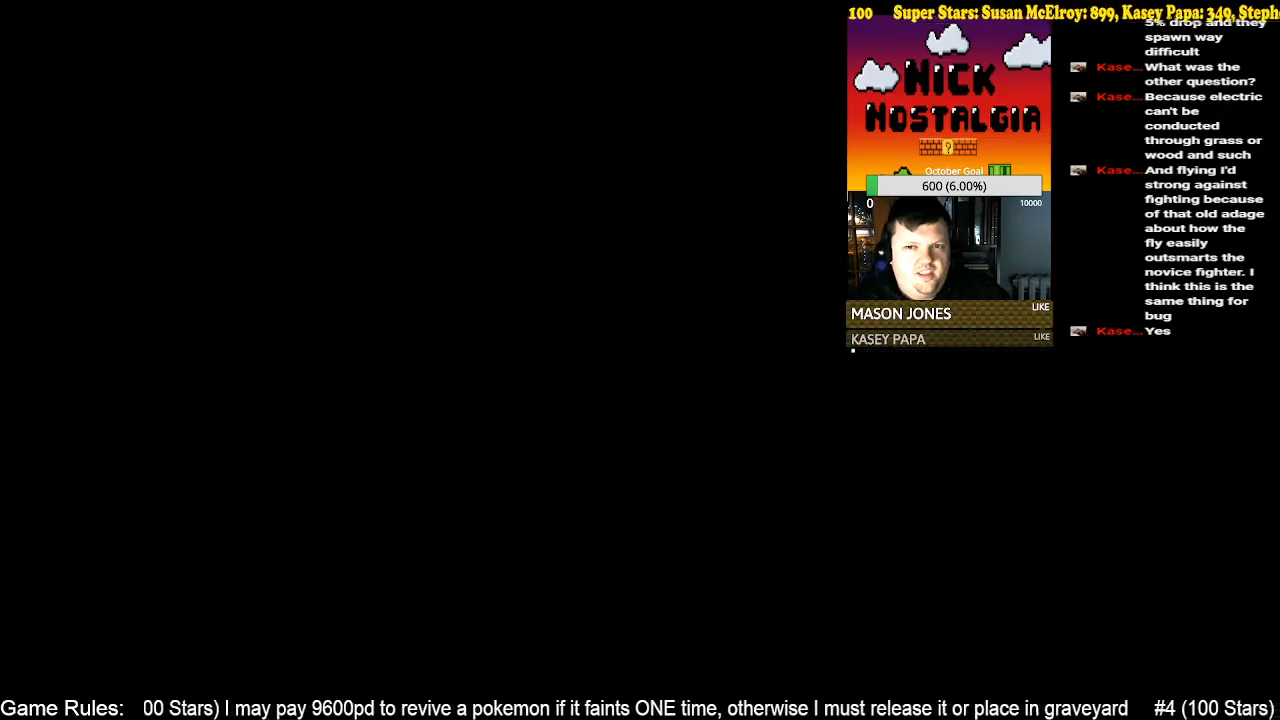 100 Super Stars: Susan McElroy: 899, Kasey Papa: 349, Steph
NICK
NOSTALGIA
October Goal
600 (6.00%)
0 10000
MASON JONES LIKE
KASEY PAPA LIKE
5% drop and they
spawn way
difficult
Kase... What was the
other question?
Kase... Because electric
can't be
conducted
through grass or
wood and such
Kase... And flying I'd
strong against
fighting because
of that old adage
about how the
fly easily
outsmarts the
novice fighter. I
think this is the
same thing for
bug
Kase... Yes
Game Rules: 00 Stars) I may pay 9600pd to revive a pokemon if it faints ONE time, otherwise I must release it or place in graveyard #4 (100 Stars)